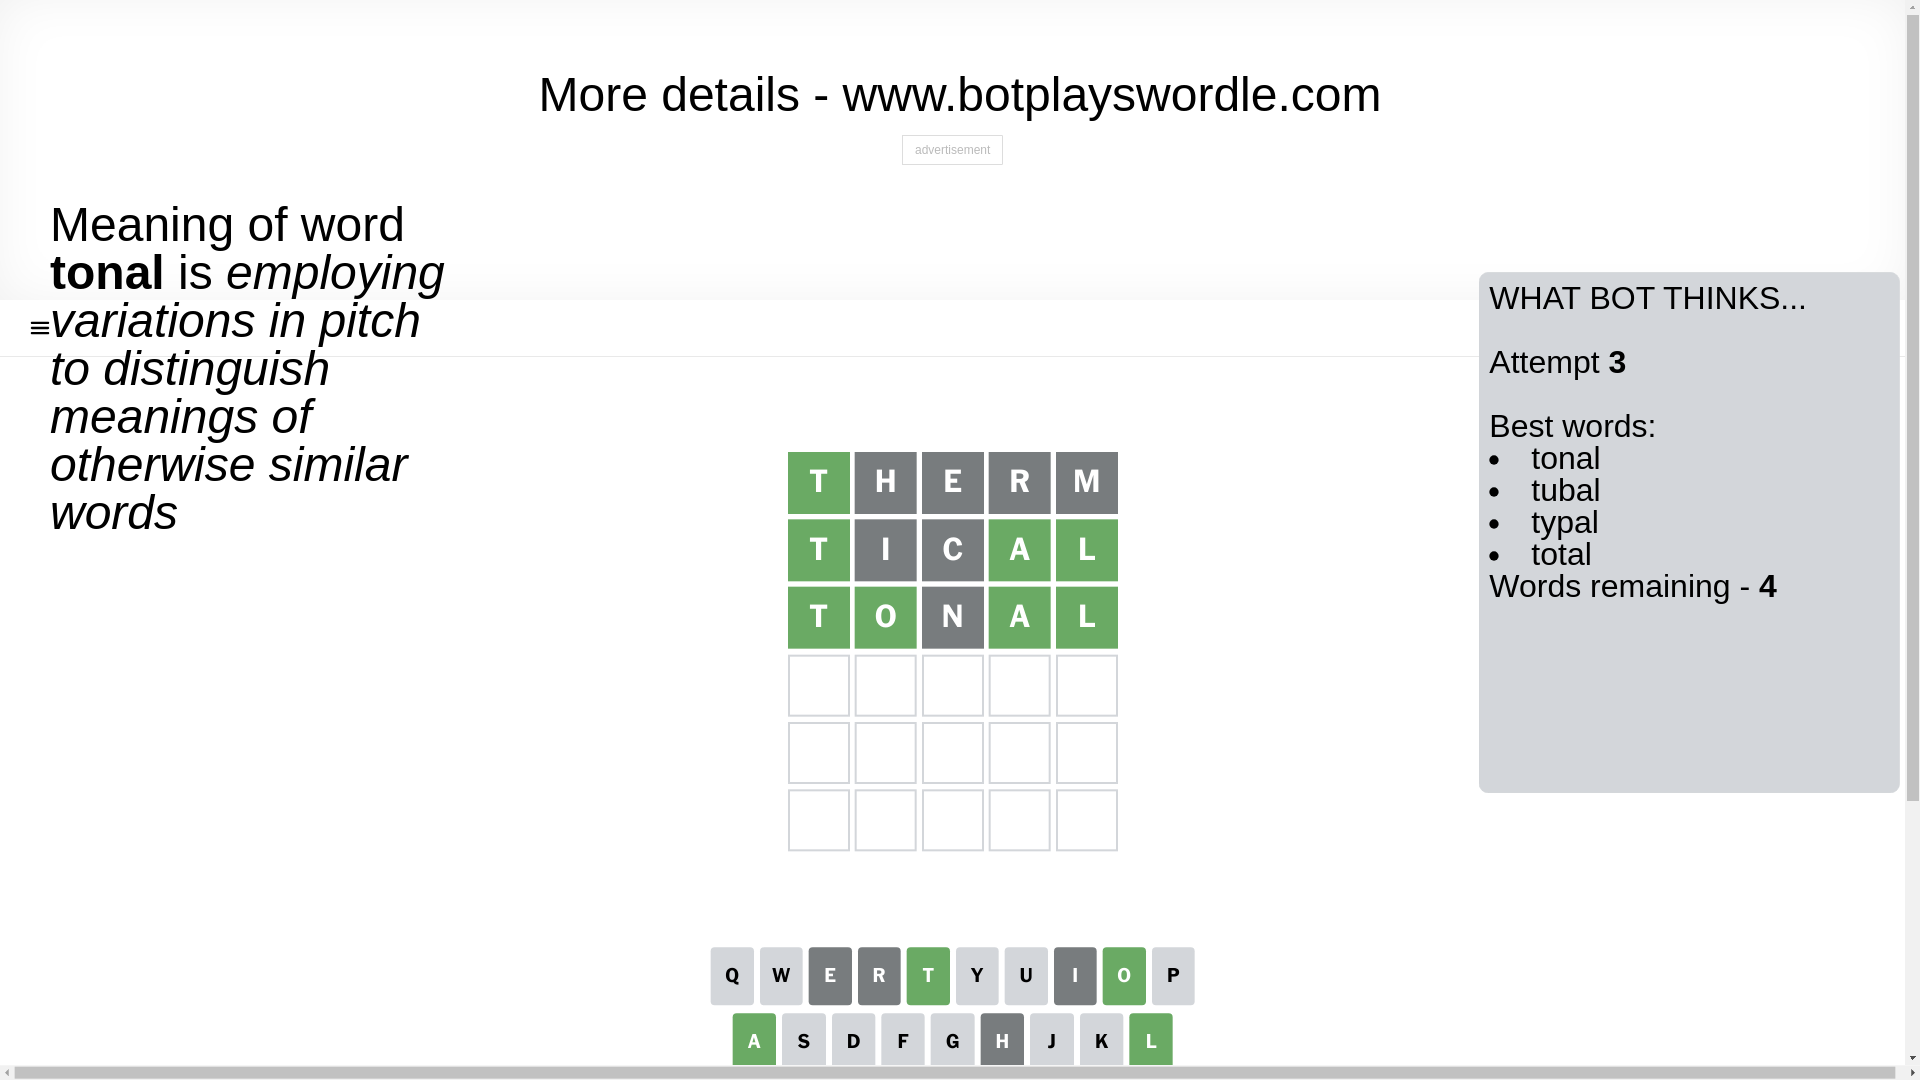 More details - www.botplayswordle.com
advertisement
Meaning of word
tonal is employing
variations in pitch
to distinguish
meanings of
otherwise similar
words
WHAT BOT THINKS...
Attempt 3
Best words:
• tonal
• tubal
• typal
• total
Words remaining - 4
T H E R M
T I C A L
T O N A L
Q W E R T Y U I O P
A S D F G H J K L